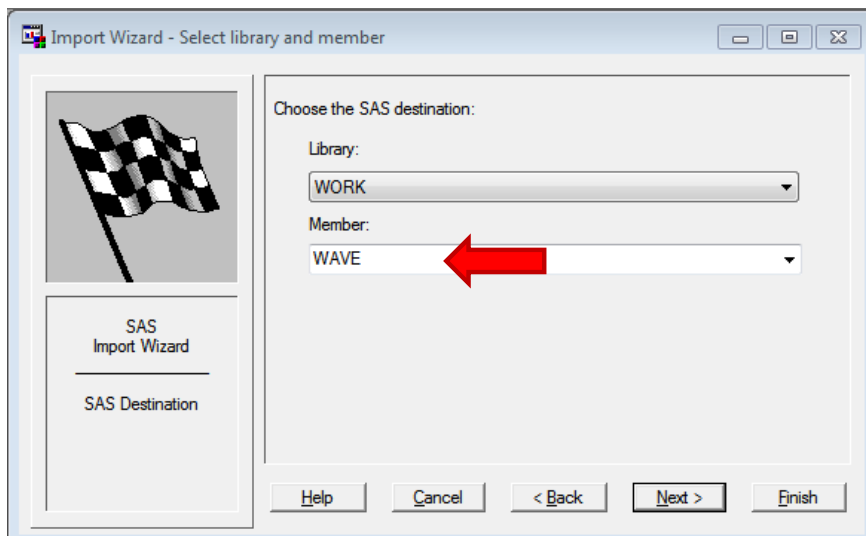 Import Wizard - Select library and member
Choose the SAS destination:
Library:
WORK
Member:
WAVE
SAS
Import Wizard
SAS Destination
Help
Cancel
< Back
Next >
Finish